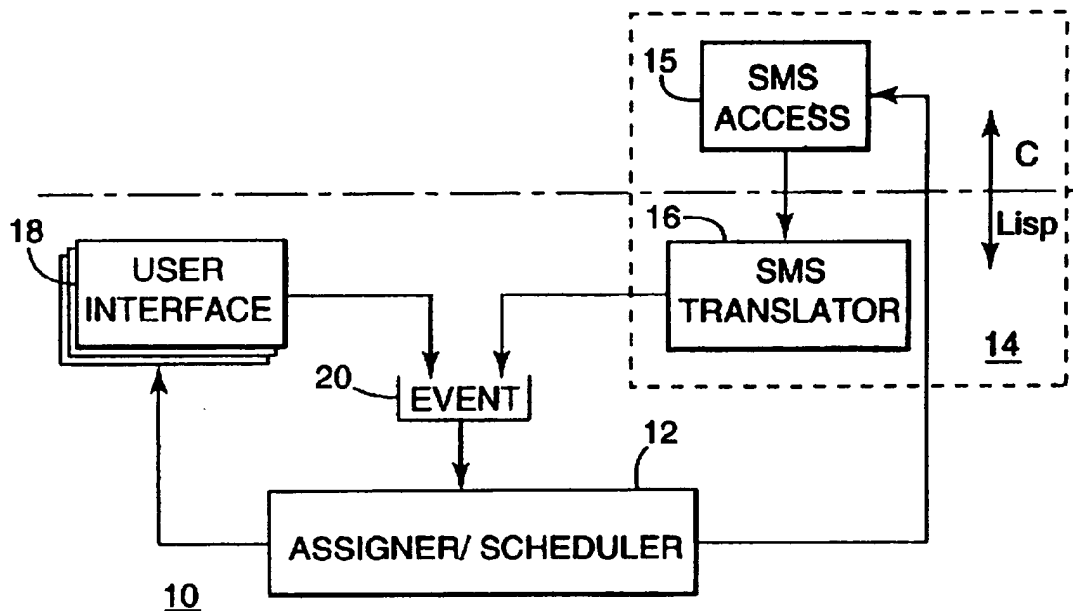 15
SMS
ACCESS
C
Lisp
18
USER
INTERFACE
16
SMS
TRANSLATOR
14
20
EVENT
12
ASSIGNER/ SCHEDULER
10